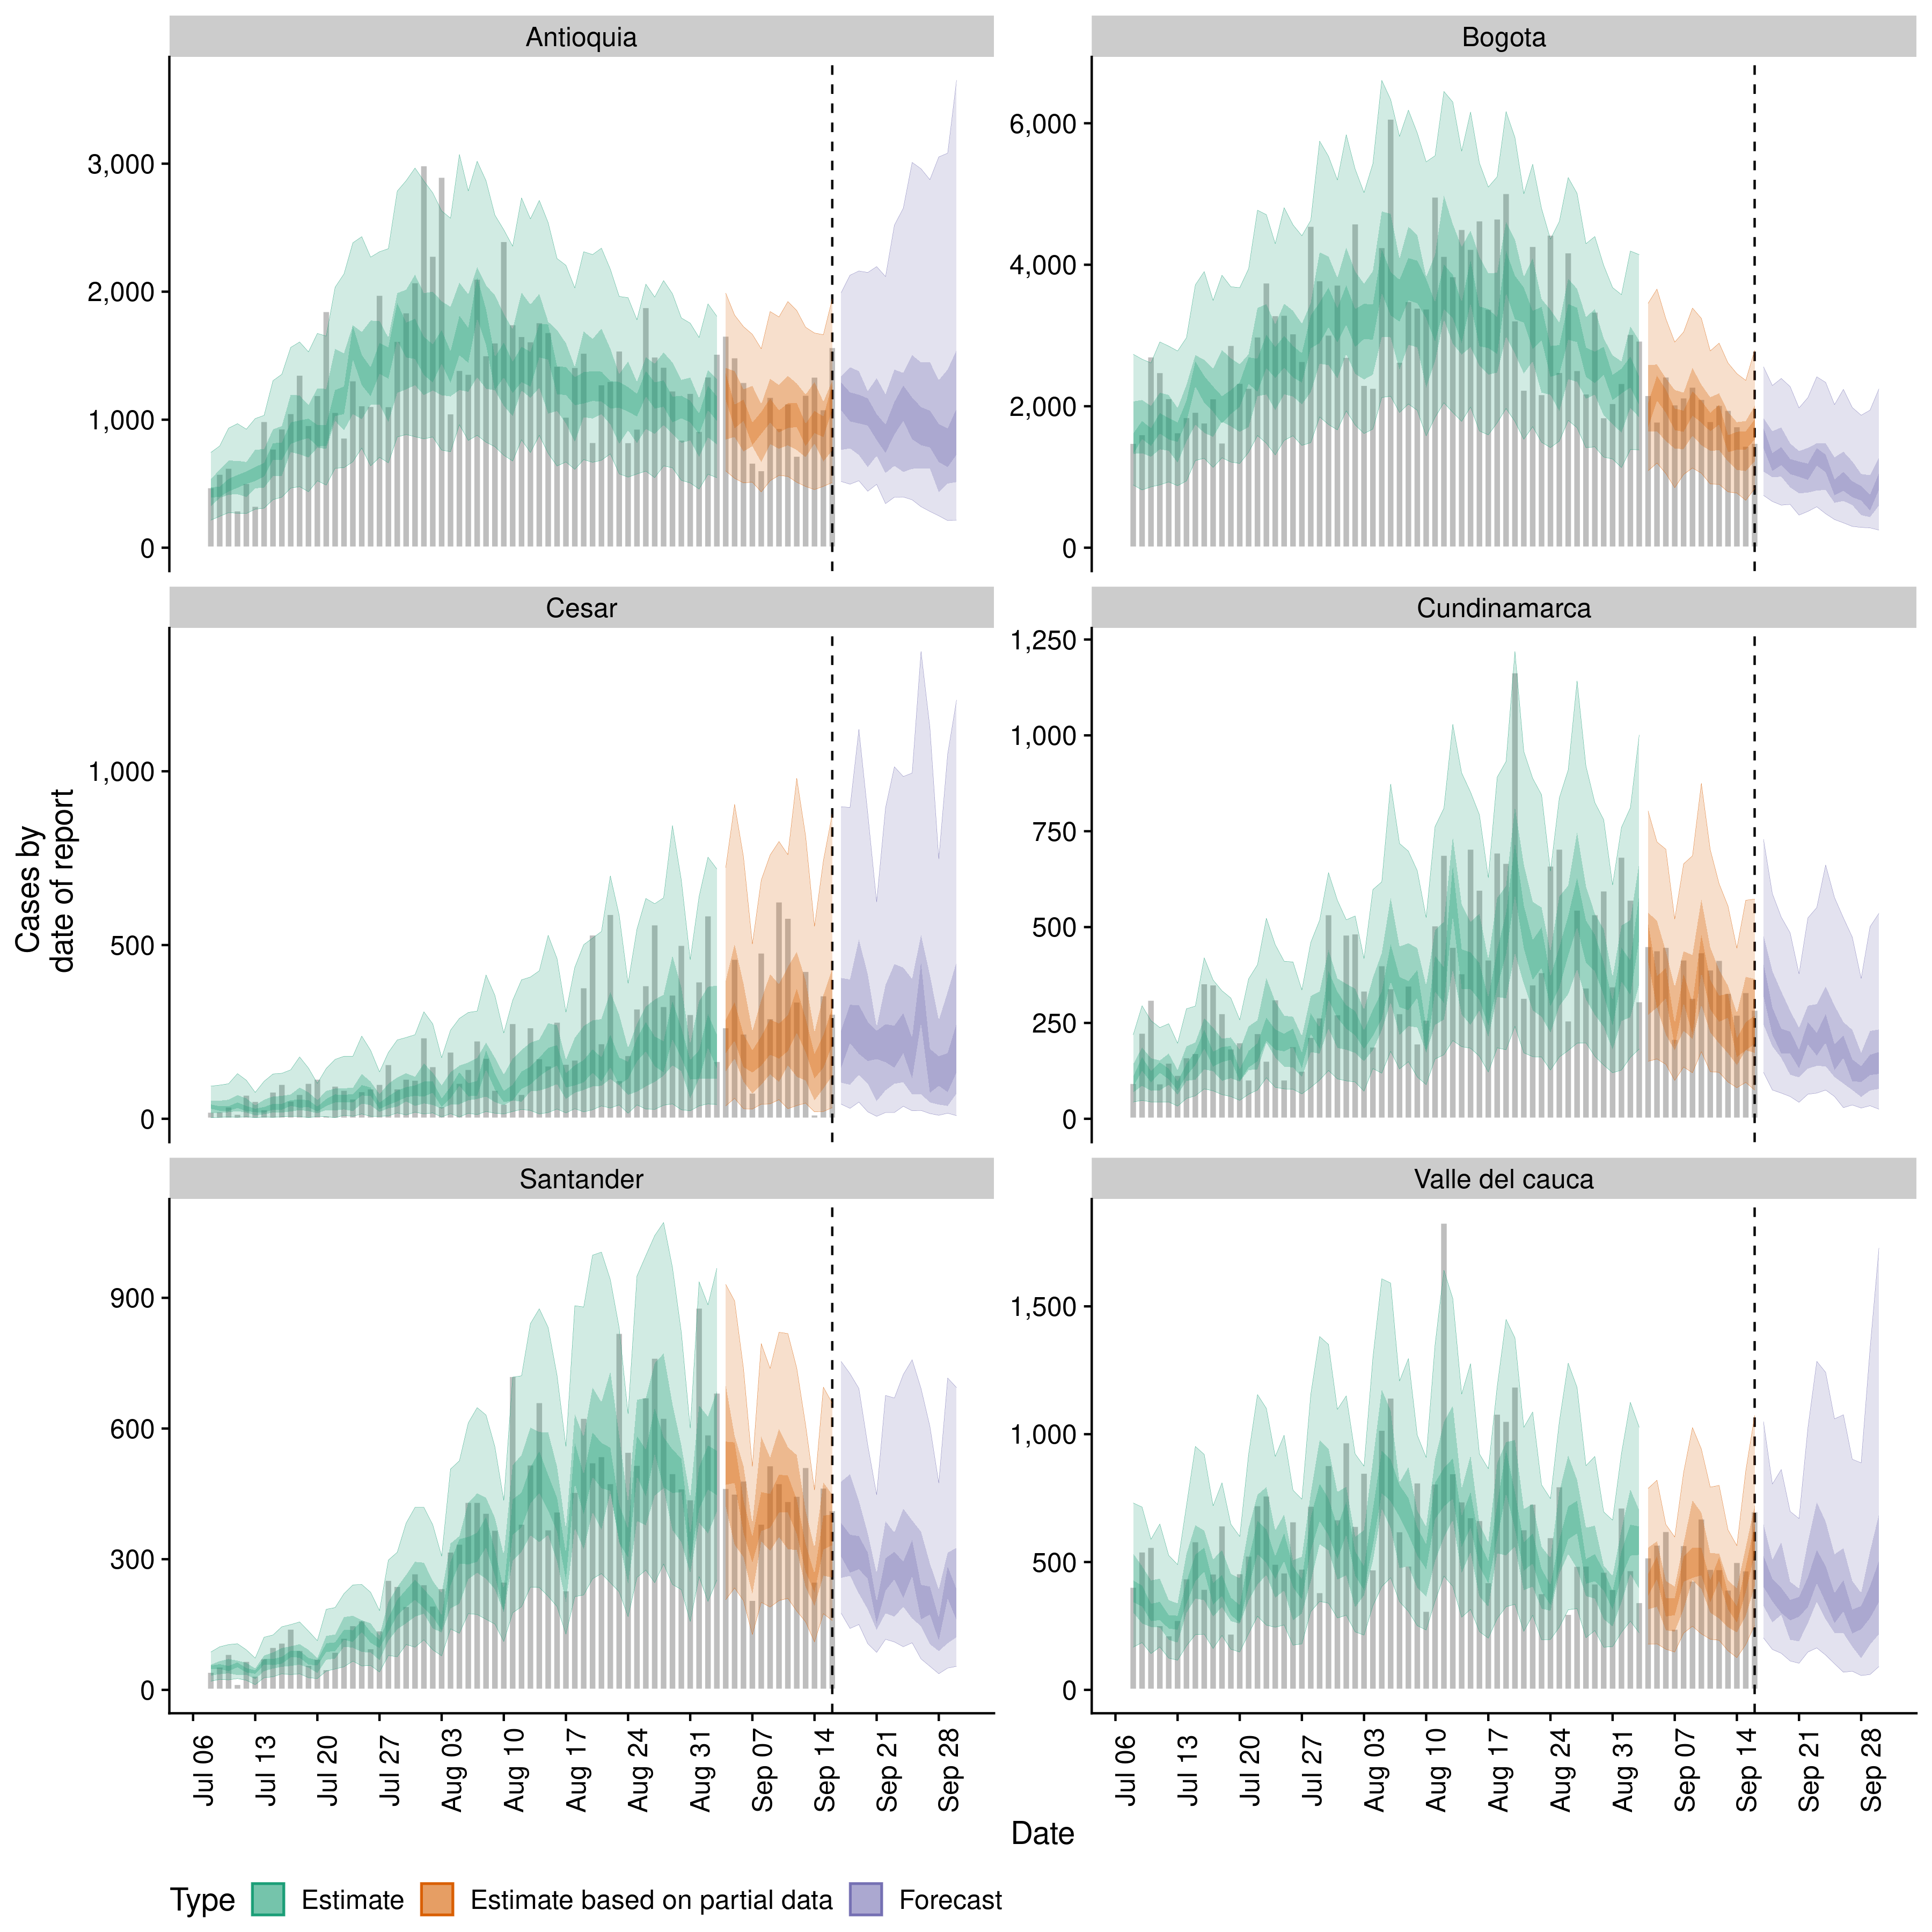 Antioquia
Bogota
3,000
2,000
1,000
0
6,000
4,000
2,000
0
Cesar
Cundinamarca
1,000
500
0
1,250
1,000
750
500
250
0
Cases by
date of report
Santander
Valle del cauca
900
600
300
0
1,500
1,000
500
0
Jul 06
Jul 13
Jul 20
Jul 27
Aug 03
Aug 10
Aug 17
Aug 24
Aug 31
Sep 07
Sep 14
Sep 21
Sep 28
Jul 06
Jul 13
Jul 20
Jul 27
Aug 03
Aug 10
Aug 17
Aug 24
Aug 31
Sep 07
Sep 14
Sep 21
Sep 28
Date
Type Estimate Estimate based on partial data Forecast